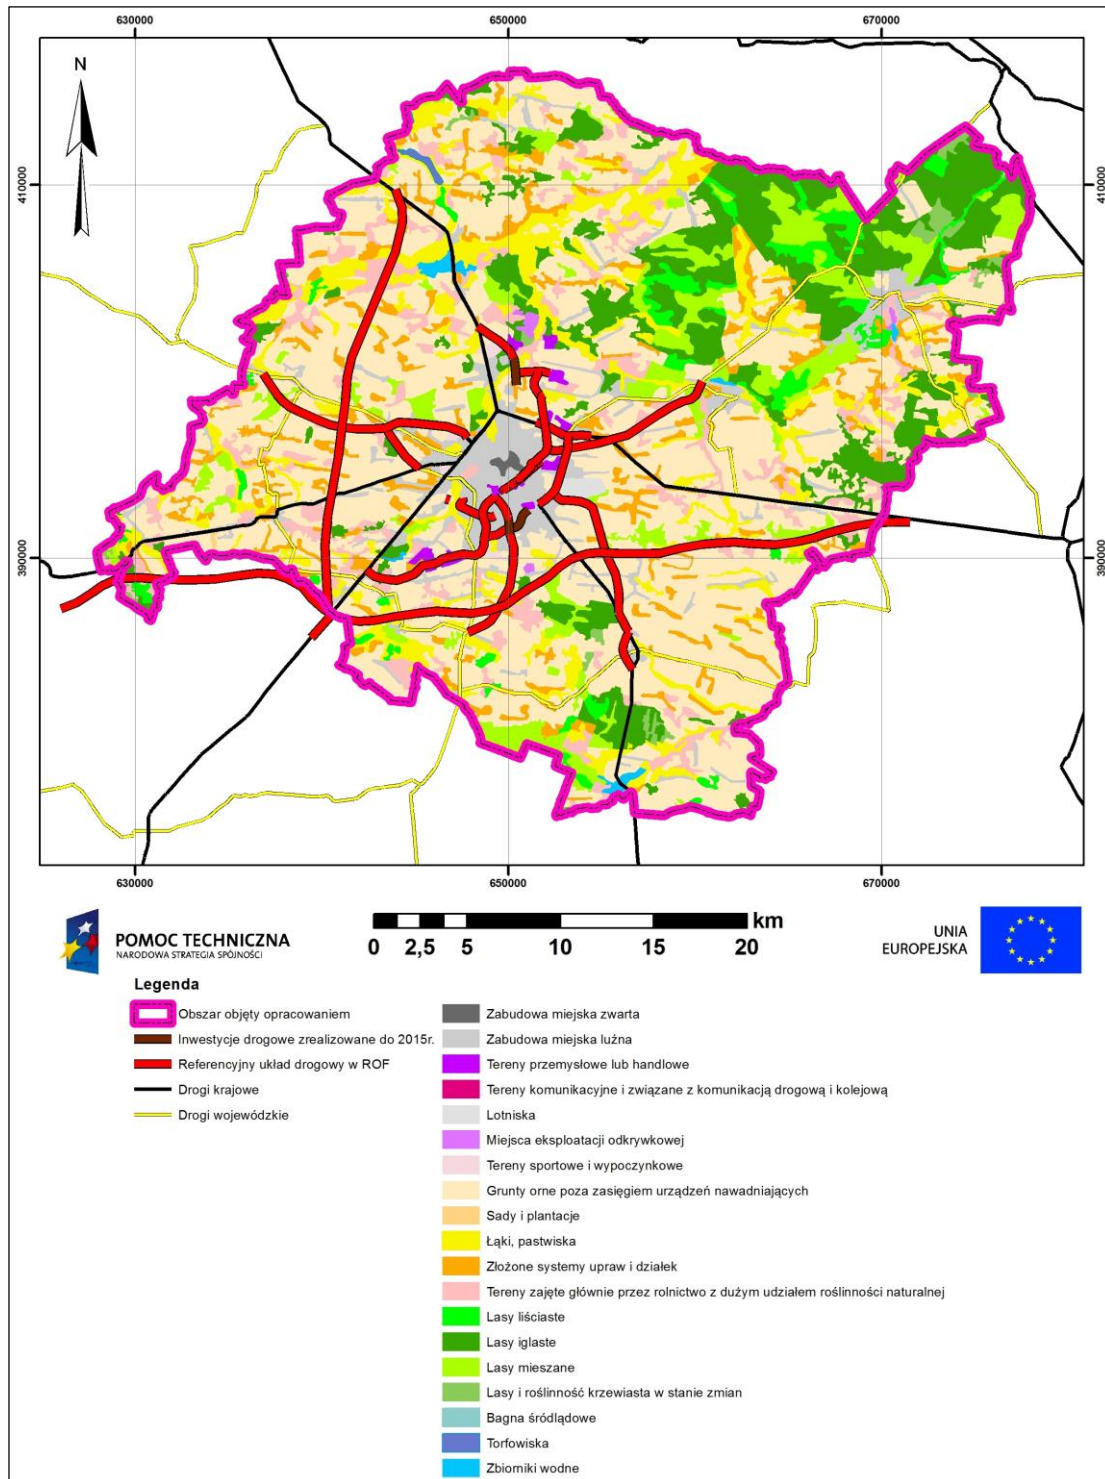 630000 650000 670000
N
410000 410000
390000 390000
630000 650000 670000
POMOC TECHNICZNA
NARODOWA STRATEGIA SPÓJNOŚCI
km
0 2,5 5 10 15 20
UNIA
EUROPEJSKA
Legenda
Obszar objęty opracowaniem
Inwestycje drogowe zrealizowane do 2015r.
Referencyjny układ drogowy w ROF
Drogi krajowe
Drogi wojewódzkie
Zabudowa miejska zwarta
Zabudowa miejska luźna
Tereny przemysłowe lub handlowe
Tereny komunikacyjne i związane z komunikacją drogową i kolejową
Lotniska
Miejsca eksploatacji odkrywkowej
Tereny sportowe i wypoczynkowe
Grunty orne poza zasięgiem urządzeń nawadniających
Sady i plantacje
Łąki, pastwiska
Złożone systemy upraw i działek
Tereny zajęte głównie przez rolnictwo z dużym udziałem roślinności naturalnej
Lasy liściaste
Lasy iglaste
Lasy mieszane
Lasy i roślinność krzewiasta w stanie zmian
Bagna śródlądowe
Torfowiska
Zbiorniki wodne